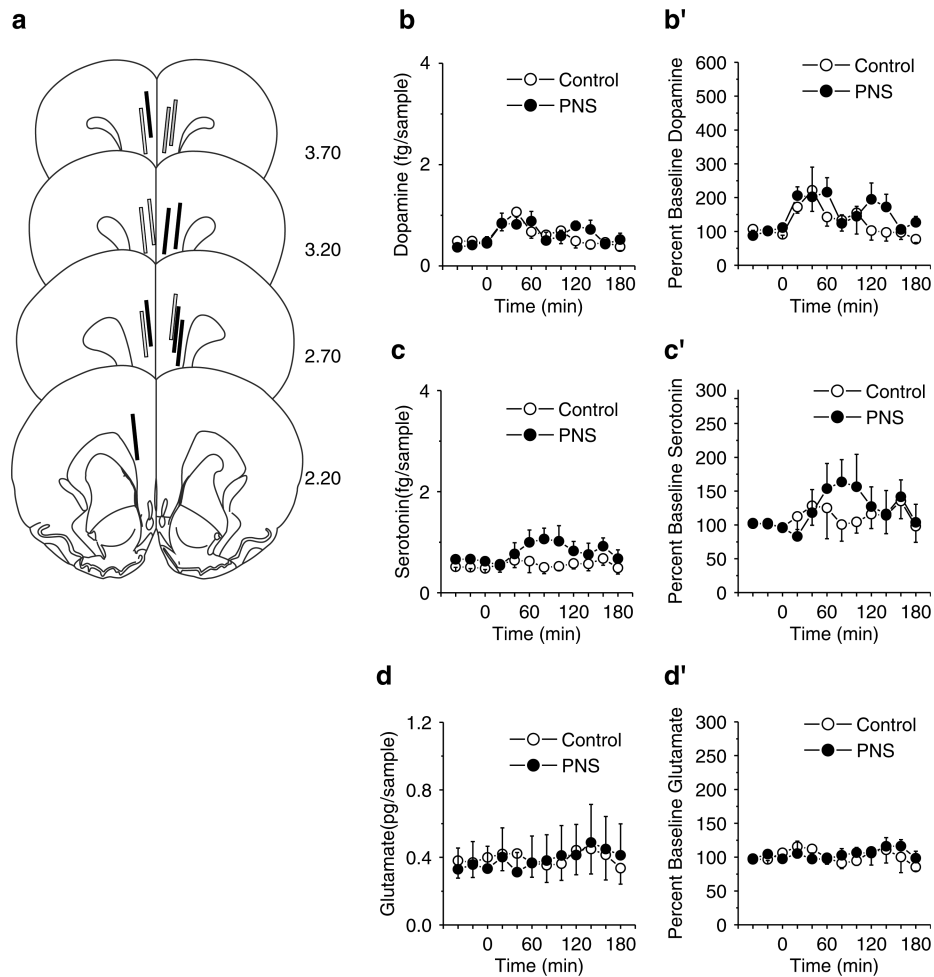 a
3.70
3.20
2.70
2.20
b
4
2
0
Dopamine (fg/sample)
Control
PNS
0 60 120 180
Time (min)
b'
600
500
400
300
200
100
0
Percent Baseline Dopamine
Control
PNS
0 60 120 180
Time (min)
c
4
2
0
Serotonin(fg/sample)
Control
PNS
0 60 120 180
Time (min)
c'
300
250
200
150
100
50
0
Percent Baseline Serotonin
Control
PNS
0 60 120 180
Time (min)
d
1.2
0.8
0.4
0.0
Glutamate(pg/sample)
Control
PNS
0 60 120 180
Time (min)
d'
300
250
200
150
100
50
0
Percent Baseline Glutamate
Control
PNS
0 60 120 180
Time (min)